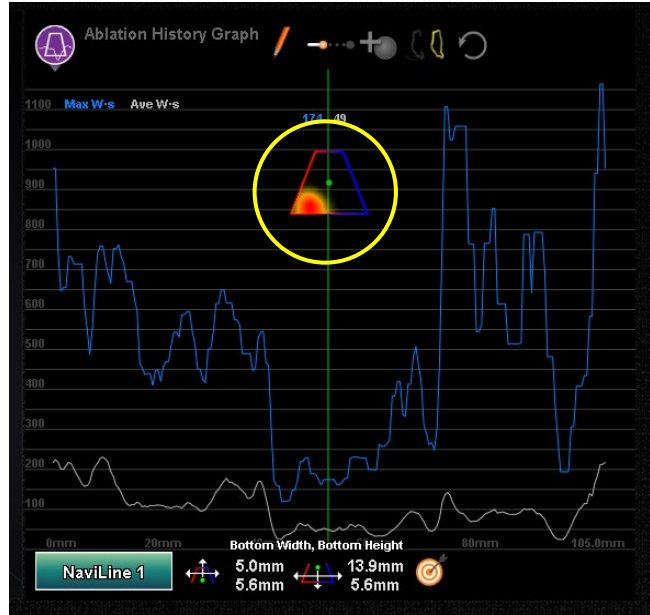 Ablation History Graph
1100 Max W-s Ave W-s
174 49
1000
900
800
700
600
500
400
300
200
100
0mm 20mm 80mm 105.0mm
Bottom Width, Bottom Height
NaviLine 1
5.0mm 13.9mm
5.6mm 5.6mm